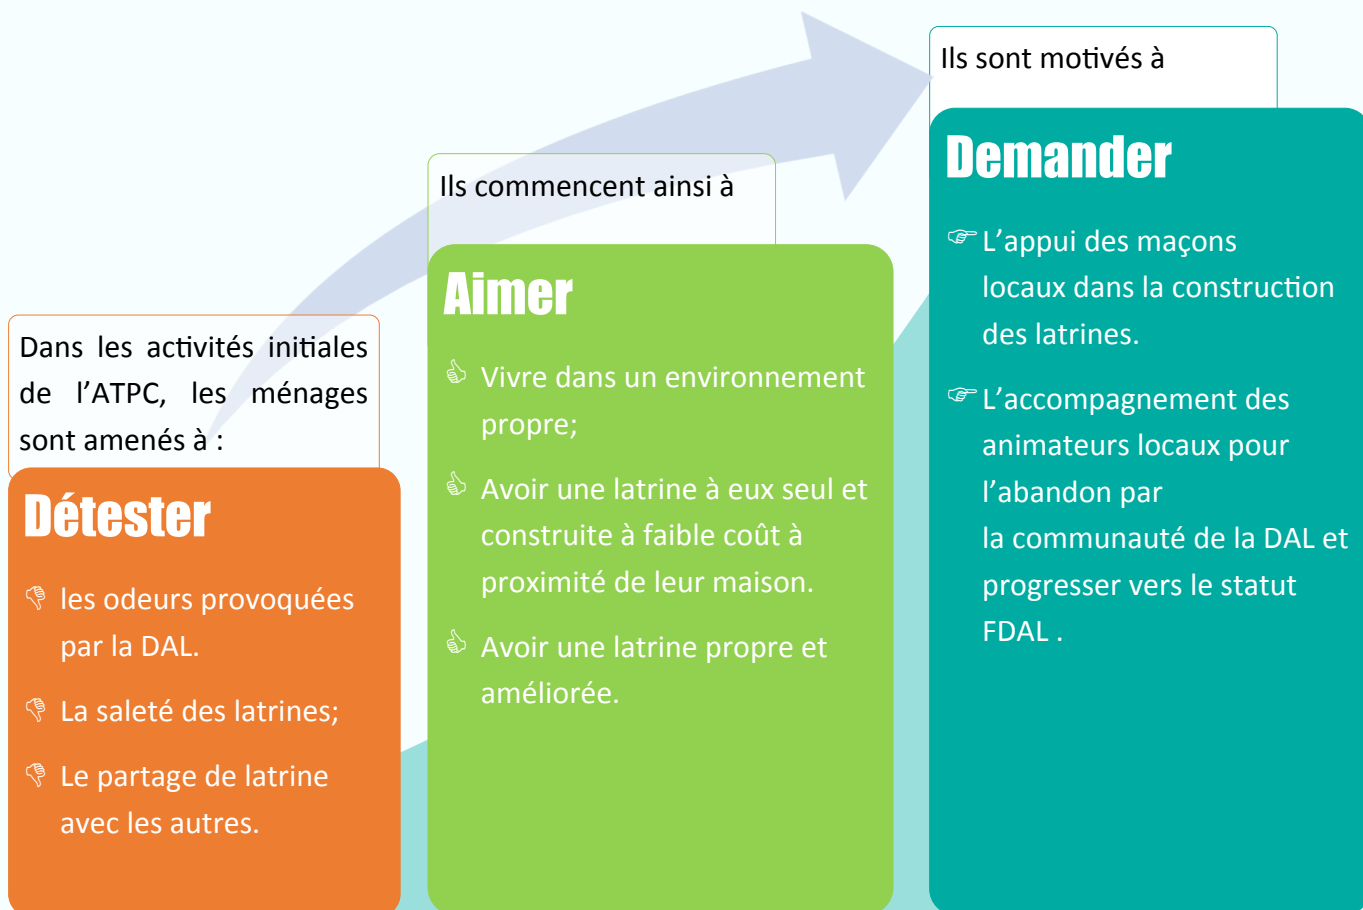 Dans les activités initiales
de l'ATPC, les ménages
sont amenés à :
Détester
les odeurs provoquées
par la DAL.
La saleté des latrines;
Le partage de latrine
avec les autres.
Ils commencent ainsi à
Aimer
Vivre dans un environnement
propre;
Avoir une latrine à eux seul et
construite à faible coût à
proximité de leur maison.
Avoir une latrine propre et
améliorée.
Ils sont motivés à
Demander
L'appui des maçons
locaux dans la construction
des latrines.
L'accompagnement des
animateurs locaux pour
l'abandon par
la communauté de la DAL et
progresser vers le statut
FDAL .